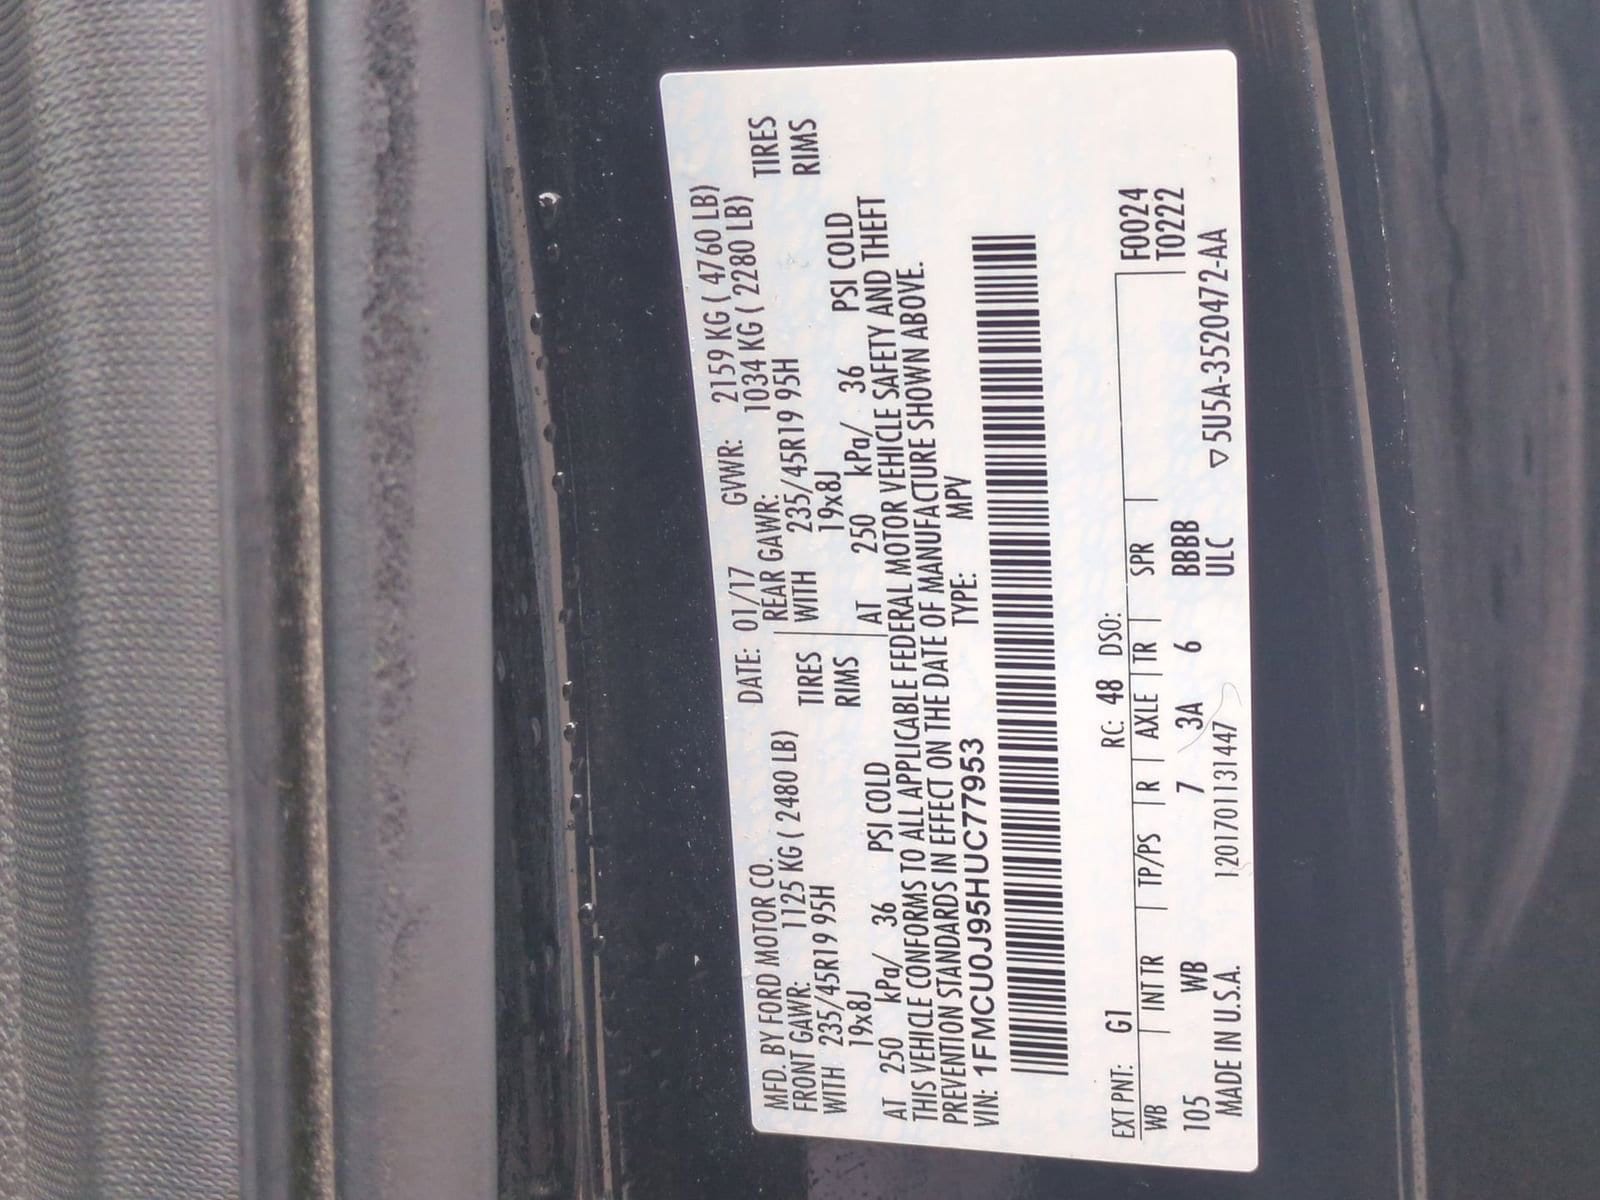 MFD. BY FORD MOTOR CO. DATE: 01/17 GVWR: 2159 KG ( 4760 LB)
FRONT GAWR: 1125 KG ( 2480 LB) REAR GAWR: 1034 KG ( 2280 LB)
WITH 235/45R19 95H TIRES WITH 235/45R19 95H TIRES
19x8J RIMS 19x8J RIMS
AT 250 kPa/ 36 PSI COLD AT 250 kPa/ 36 PSI COLD
THIS VEHICLE CONFORMS TO ALL APPLICABLE FEDERAL MOTOR VEHICLE SAFETY AND THEFT
PREVENTION STANDARDS IN EFFECT ON THE DATE OF MANUFACTURE SHOWN ABOVE.
VIN: 1FMCU0J95HUC77953 TYPE: MPV
EXT PNT: G1 RC: 48 DSO: F0024
WB | INT TR | TP/PS | R | AXLE | TR | SPR T0222
105 WB 7 3A 6 BBBB
MADE IN U.S.A. 120170113​1447 ULC ▽5U5A-3520472-AA